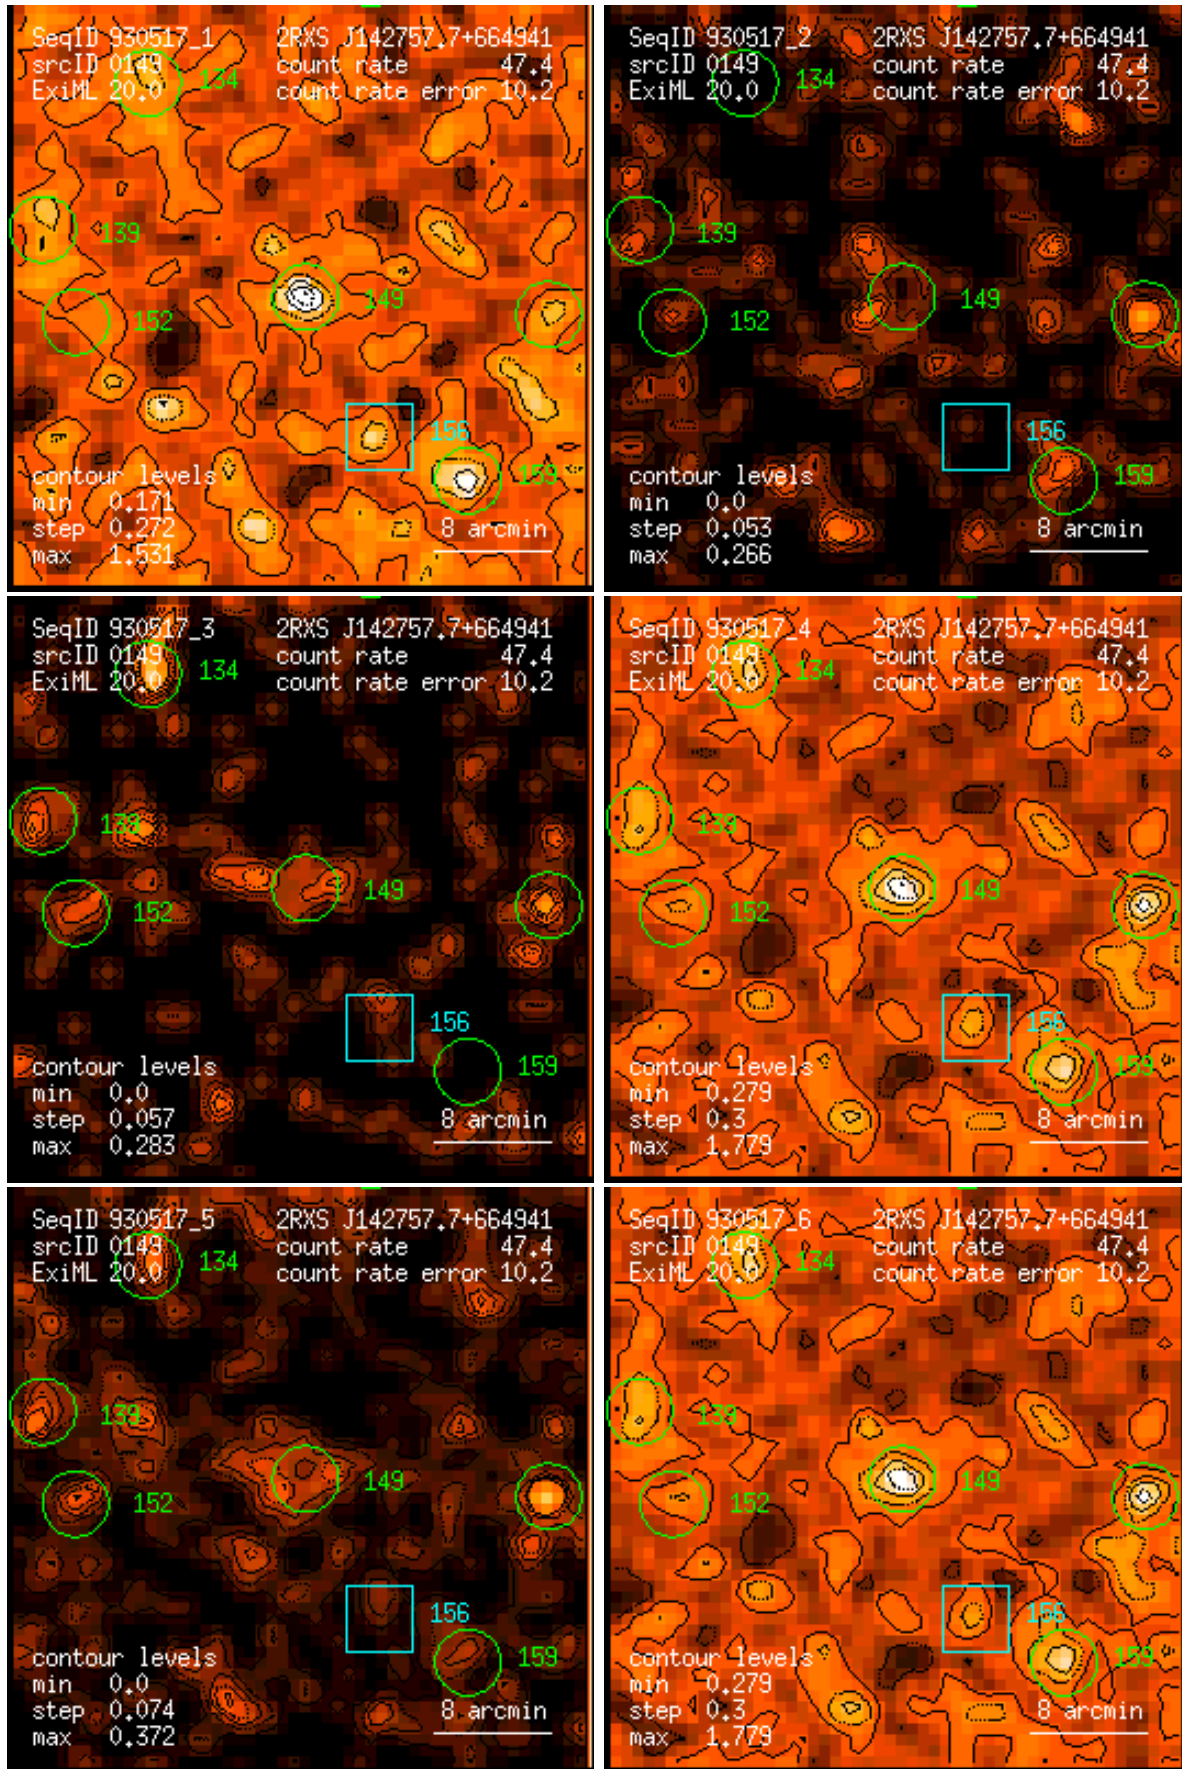 SeqID 930517_1 2RXS J142757.7+664941
srcID 0149 count rate 47.4
ExiML 20.0 count rate error 10.2
134
139
149
152
156
159
contour levels
min 0.171
step 0.272
max 1.531
8 arcmin
SeqID 930517_2 2RXS J142757.7+664941
srcID 0149 count rate 47.4
ExiML 20.0 count rate error 10.2
134
139
149
152
156
159
contour levels
min 0.0
step 0.053
max 0.266
8 arcmin
SeqID 930517_3 2RXS J142757.7+664941
srcID 0149 count rate 47.4
ExiML 20.0 count rate error 10.2
134
139
149
152
156
159
contour levels
min 0.0
step 0.057
max 0.283
8 arcmin
SeqID 930517_4 2RXS J142757.7+664941
srcID 0149 count rate 47.4
ExiML 20.0 count rate error 10.2
134
139
149
152
156
159
contour levels
min 0.279
step 0.3
max 1.779
8 arcmin
SeqID 930517_5 2RXS J142757.7+664941
srcID 0149 count rate 47.4
ExiML 20.0 count rate error 10.2
134
139
149
152
156
159
contour levels
min 0.0
step 0.074
max 0.372
8 arcmin
SeqID 930517_6 2RXS J142757.7+664941
srcID 0149 count rate 47.4
ExiML 20.0 count rate error 10.2
134
139
149
152
156
159
contour levels
min 0.279
step 0.3
max 1.779
8 arcmin